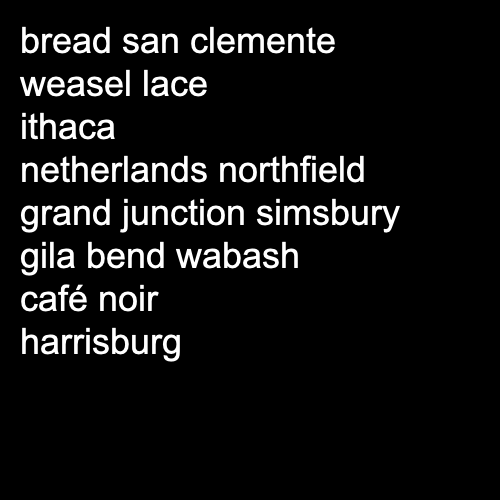 bread san clemente
weasel lace
ithaca
netherlands northfield
grand junction simsbury
gila bend wabash
café noir
harrisburg